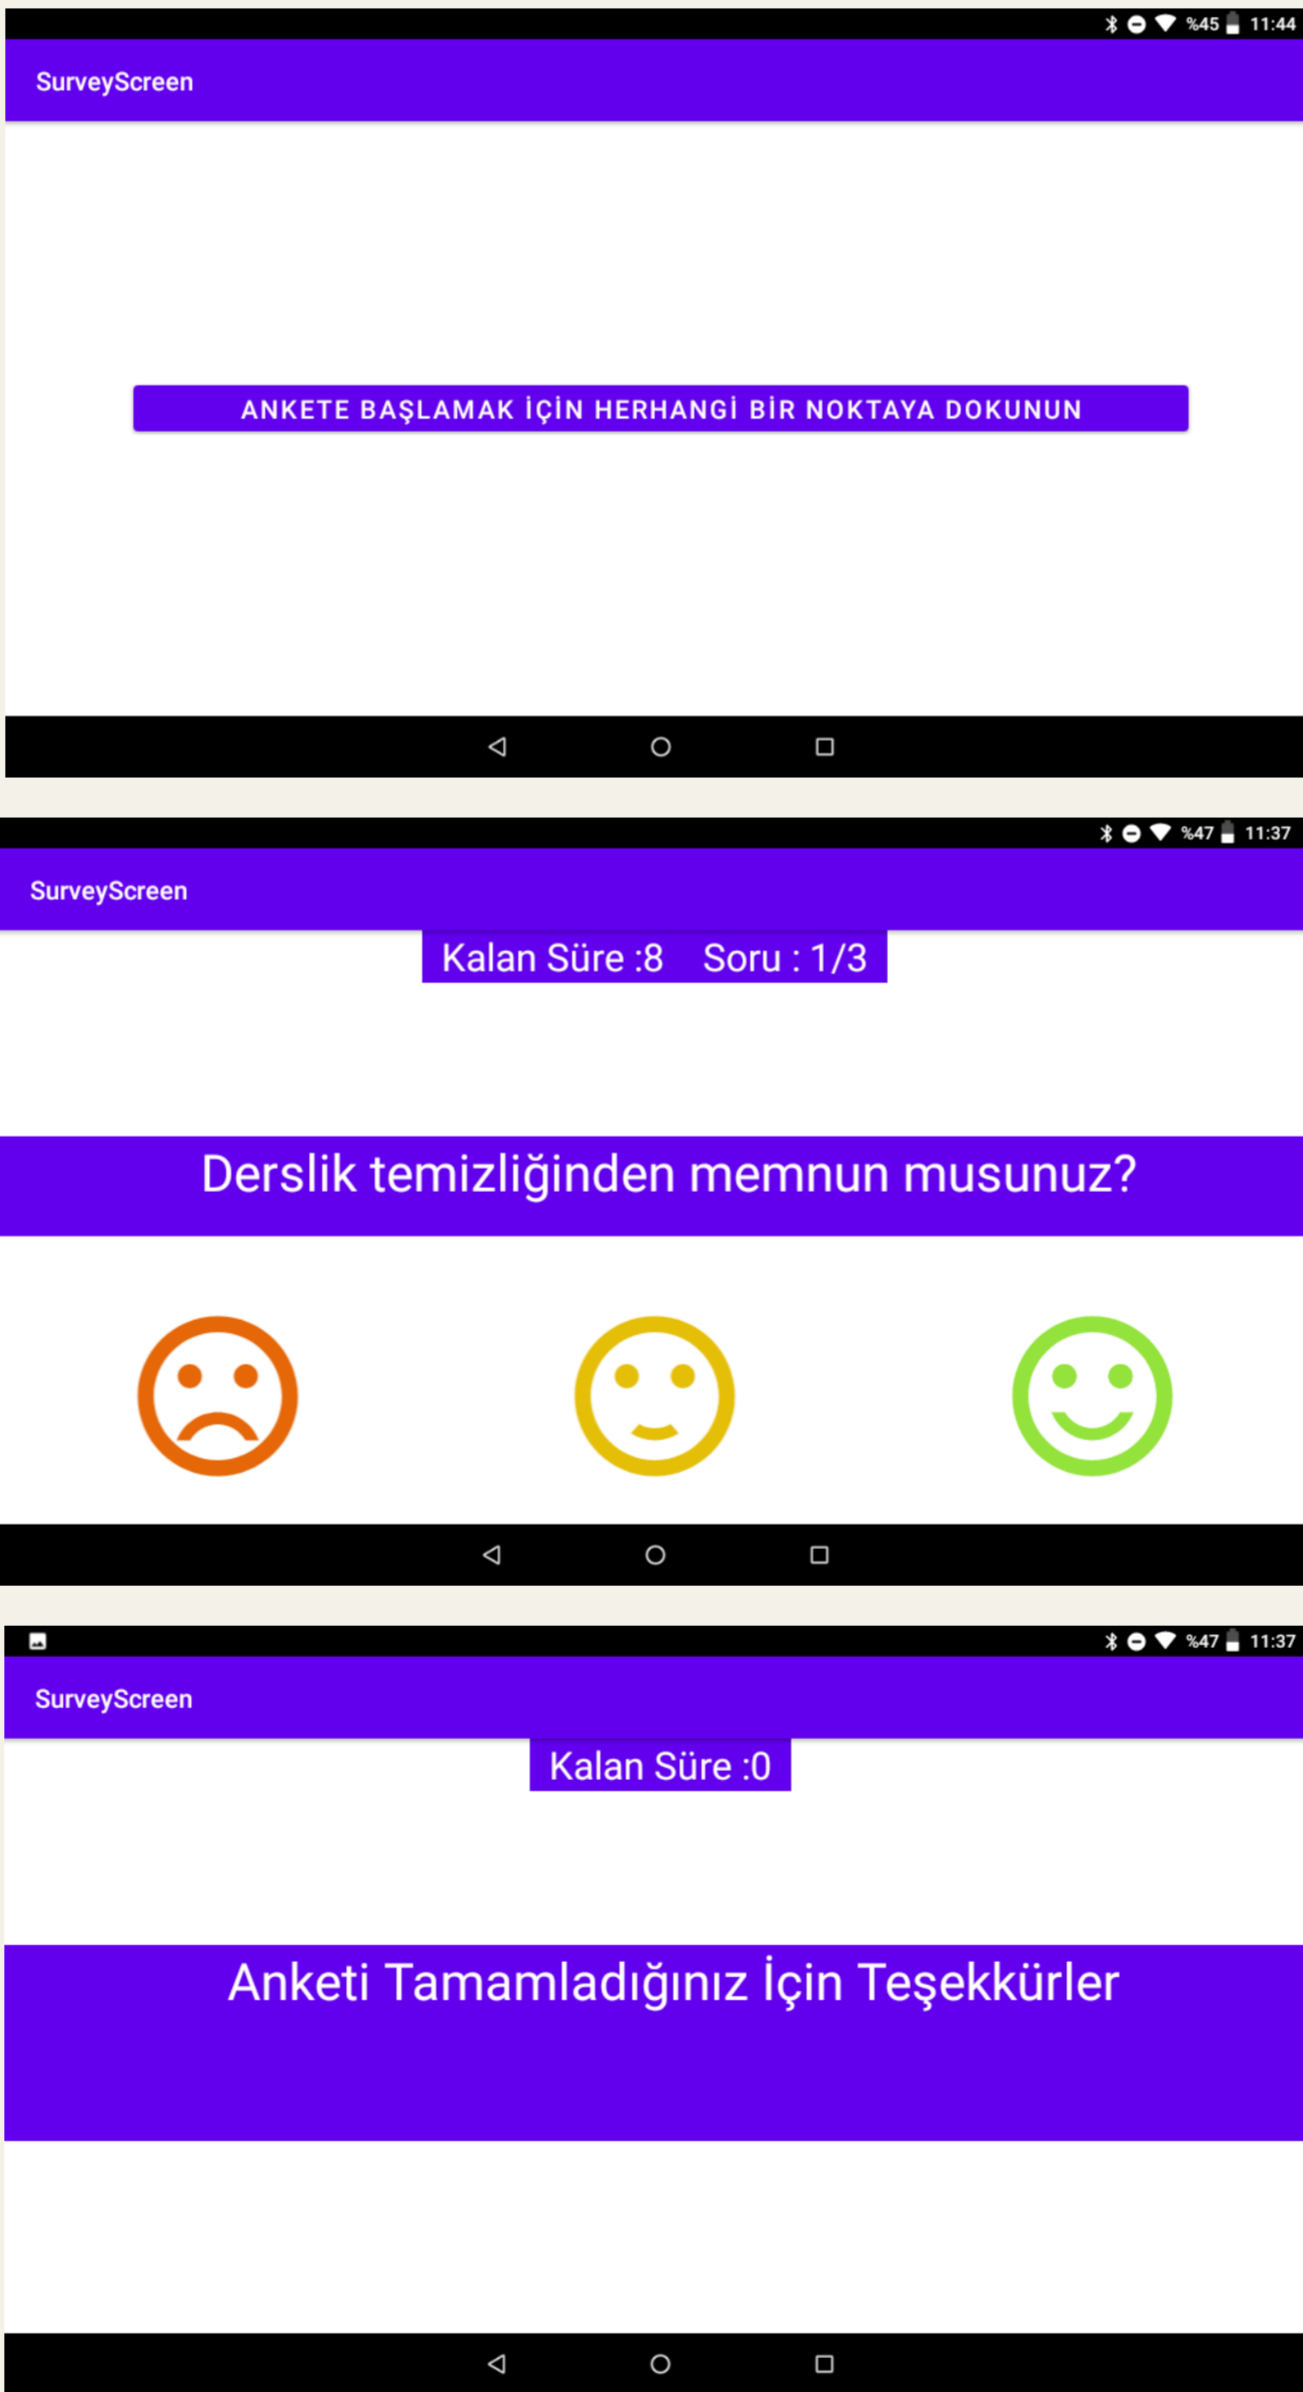 %45 11:44
SurveyScreen
ANKETE BAŞLAMAK İÇİN HERHANGİ BİR NOKTAYA DOKUNUN
%47 11:37
SurveyScreen
Kalan Süre :8 Soru : 1/3
Derslik temizliğinden memnun musunuz?
%47 11:37
SurveyScreen
Kalan Süre :0
Anketi Tamamladığınız İçin Teşekkürler